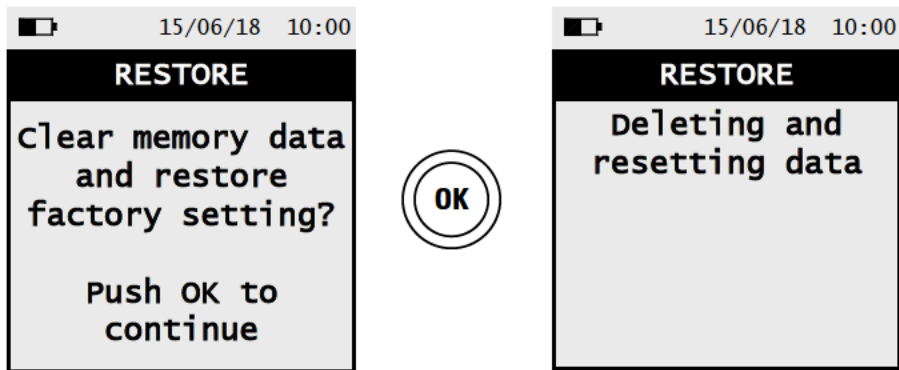 15/06/18 10:00
RESTORE
Clear memory data
and restore
factory setting?
Push OK to
continue
OK
15/06/18 10:00
RESTORE
Deleting and
resetting data